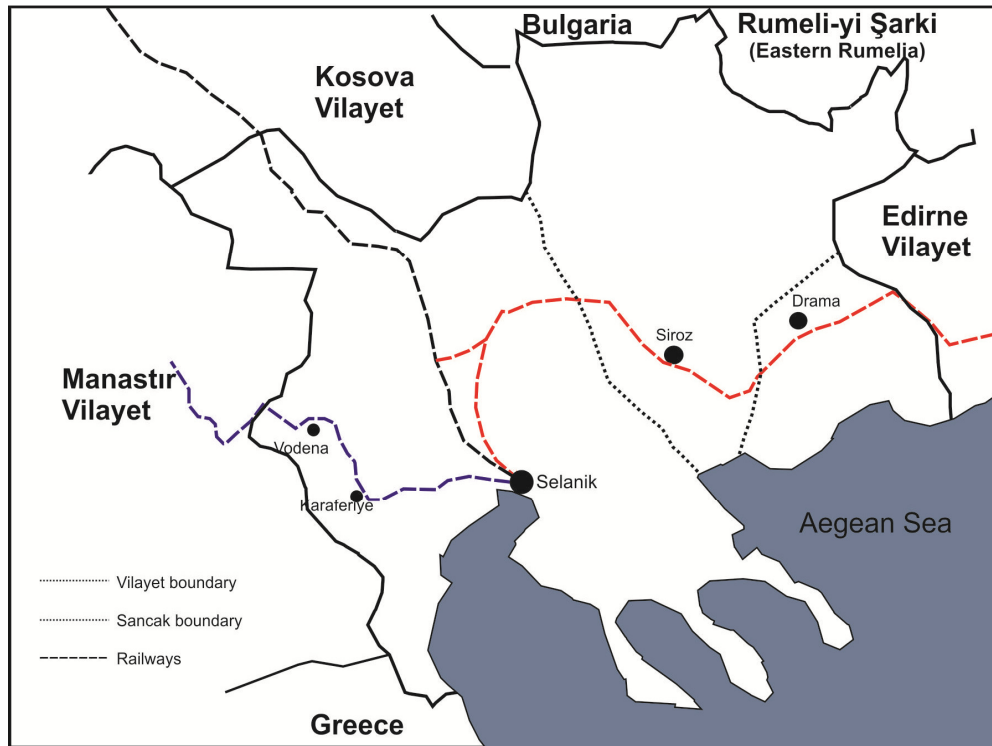 Bulgaria
Rumeli-yi Şarki
(Eastern Rumelia)
Kosova
Vilayet
Edirne
Vilayet
Drama
Siroz
Manastır
Vilayet
Vodena
Karaferiye
Selanik
Aegean Sea
Vilayet boundary
Sancak boundary
Railways
Greece